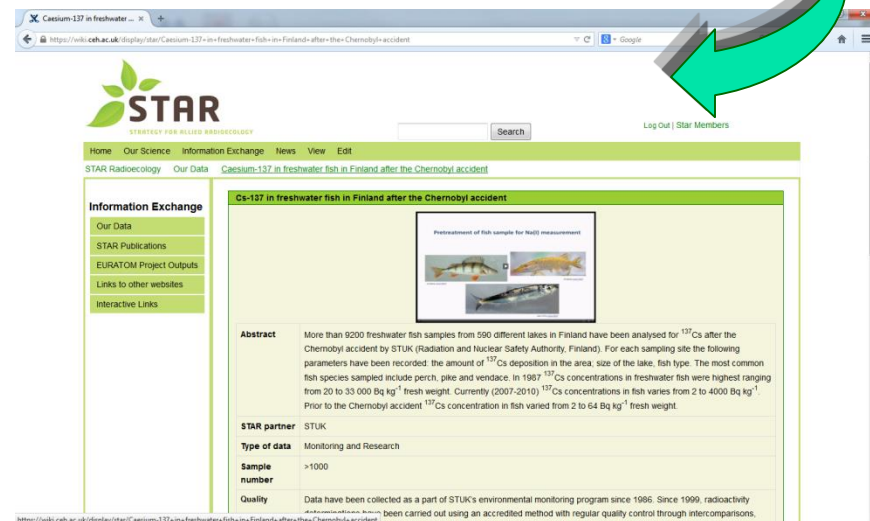 Caesium-137 in freshwater ...
https://wiki.ceh.ac.uk/display/star/Caesium-137+in+freshwater+fish+in+Finland+after+the+Chernobyl+accident
Google
STAR
STRATEGY FOR ALLIED RADIOECOLOGY
Search
Log Out | Star Members
Home Our Science Information Exchange News View Edit
STAR Radioecology Our Data Caesium-137 in freshwater fish in Finland after the Chernobyl accident
Information Exchange
Our Data
STAR Publications
EURATOM Project Outputs
Links to other websites
Interactive Links
Cs-137 in freshwater fish in Finland after the Chernobyl accident
Pretreatment of fish sample for NaI(I) measurement
Abstract More than 9200 freshwater fish samples from 590 different lakes in Finland have been analysed for 137Cs after the
Chernobyl accident by STUK (Radiation and Nuclear Safety Authority, Finland). For each sampling site the following
parameters have been recorded: the amount of 137Cs deposition in the area; size of the lake, fish type. The most common
fish species sampled include perch, pike and vendace. In 1987 137Cs concentrations in freshwater fish were highest ranging
from 20 to 33 000 Bq kg-1 fresh weight. Currently (2007-2010) 137Cs concentrations in fish varies from 2 to 4000 Bq kg-1.
Prior to the Chernobyl accident 137Cs concentration in fish varied from 2 to 64 Bq kg-1 fresh weight.
STAR partner STUK
Type of data Monitoring and Research
Sample number >1000
Quality Data have been collected as a part of STUK's environmental monitoring program since 1986. Since 1999, radioactivity
determinations have been carried out using an accredited method with regular quality control through intercomparisons,
https://wiki.ceh.ac.uk/display/star/Caesium-137+in+freshwater+fish+in+Finland+after+the+Chernobyl+accident